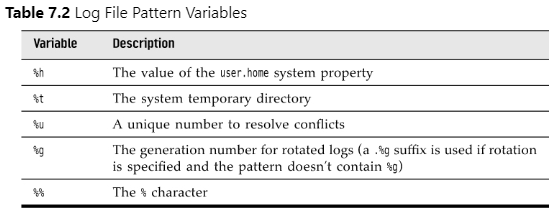 Table 7.2 Log File Pattern Variables
Variable Description
%h The value of the user.home system property
%t The system temporary directory
%u A unique number to resolve conflicts
%g The generation number for rotated logs (a .%g suffix is used if rotation
is specified and the pattern doesn't contain %g)
%% The % character